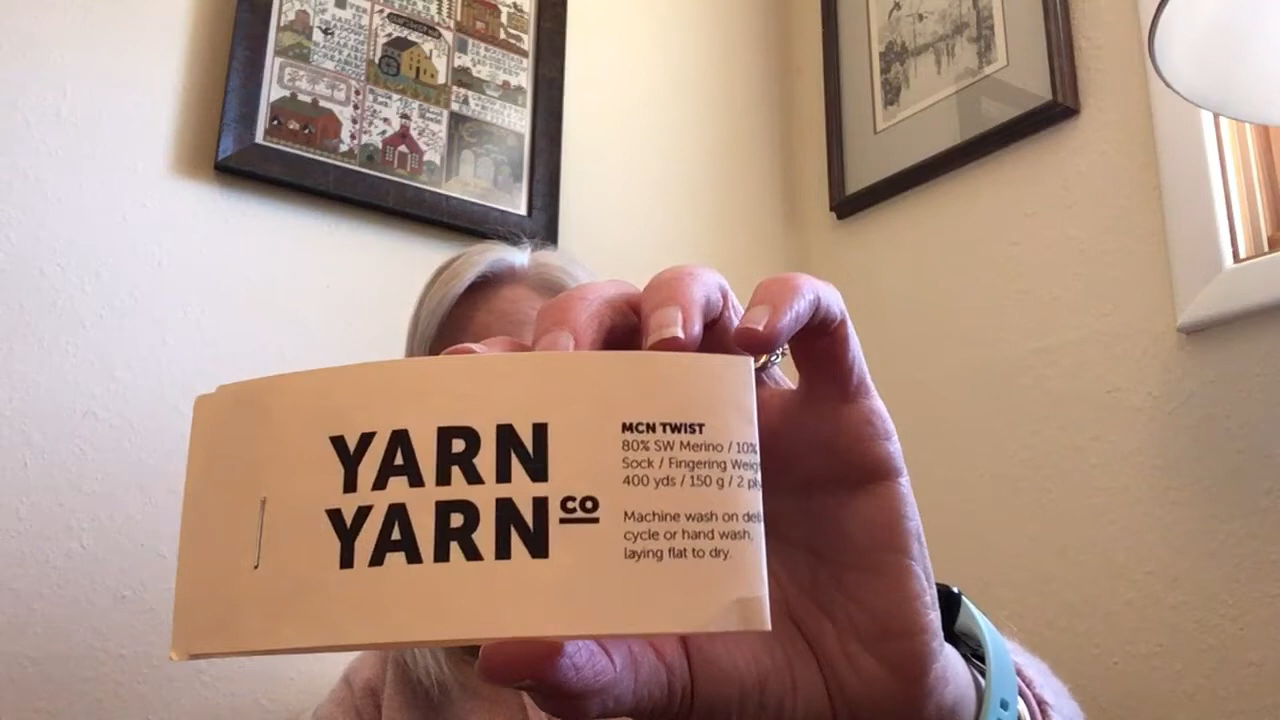 YARN
YARN CO
MCN TWIST
80% SW Merino / 10%
Sock / Fingering
400 yds / 150 g / 2
Machine wash on
cycle or hand wash,
laying flat to dry.